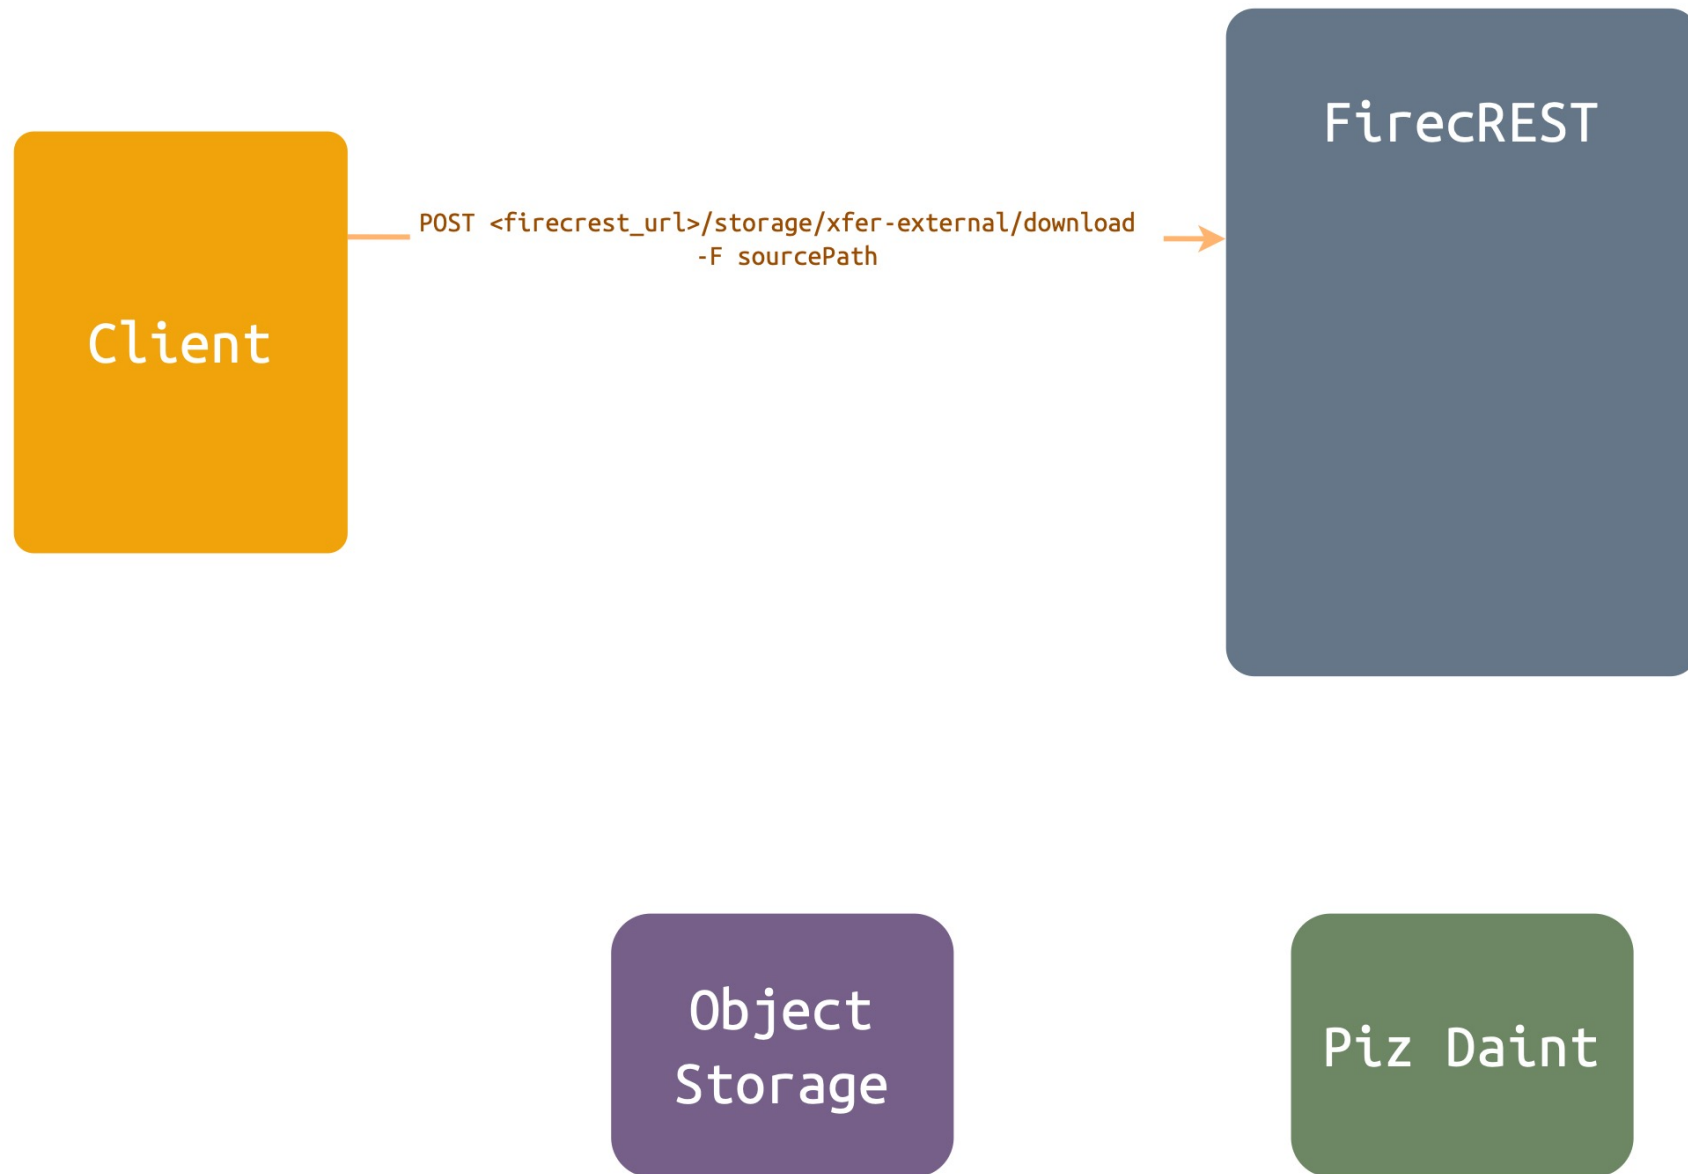 FirecREST
POST <firecrest_url>/storage/xfer-external/download
-F sourcePath
Client
Object
Storage
Piz Daint